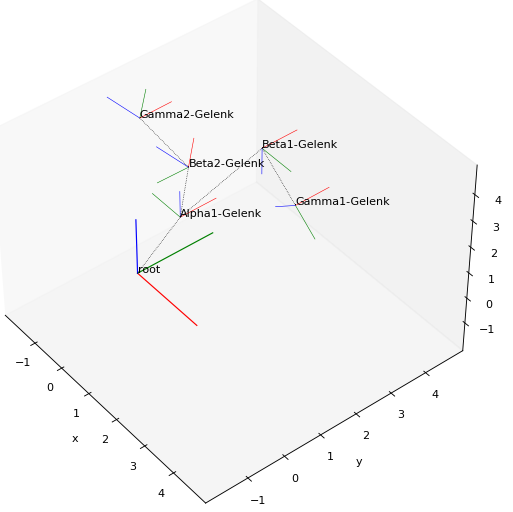 Gamma2-Gelenk
Beta1-Gelenk
Beta2-Gelenk
Gamma1-Gelenk
Alpha1-Gelenk
root
4
3
2
1
0
−1
−1
0
1
2
3
4
x
−1
0
1
2
3
4
y